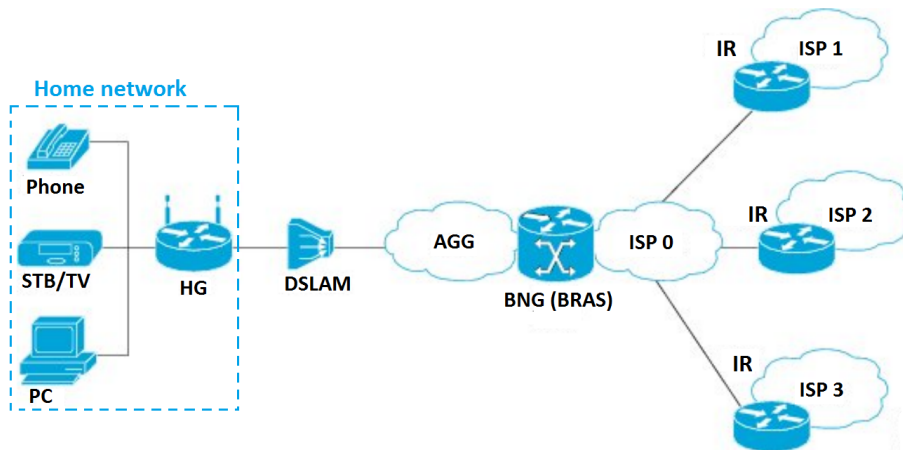 IR
ISP 1
Home network
Phone
STB/TV
HG
DSLAM
AGG
BNG (BRAS)
ISP 0
IR
ISP 2
PC
IR
ISP 3